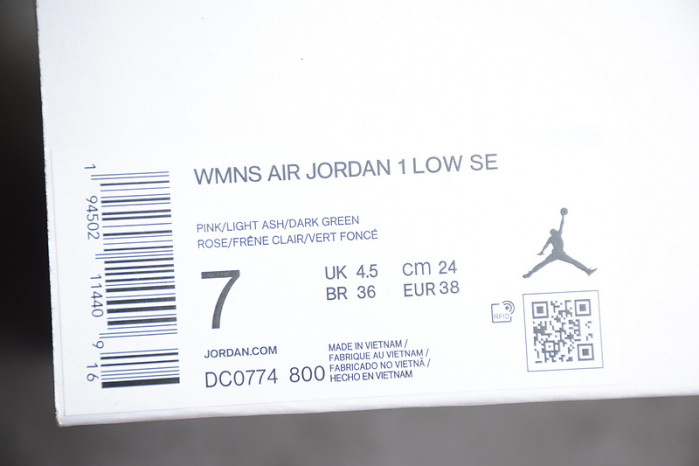 WMNS AIR JORDAN 1 LOW SE
PINK/LIGHT ASH/DARK GREEN
ROSE/FRÊNE CLAIR/VERT FONCÉ
7
UK 4.5 cm 24
BR 36 EUR 38
RFID
JORDAN.COM
DC0774 800
MADE IN VIETNAM /
FABRIQUE AU VIETNAM /
FABRICADO NO VIETNÃ /
HECHO EN VIETNAM
1 94502 11440 9 16